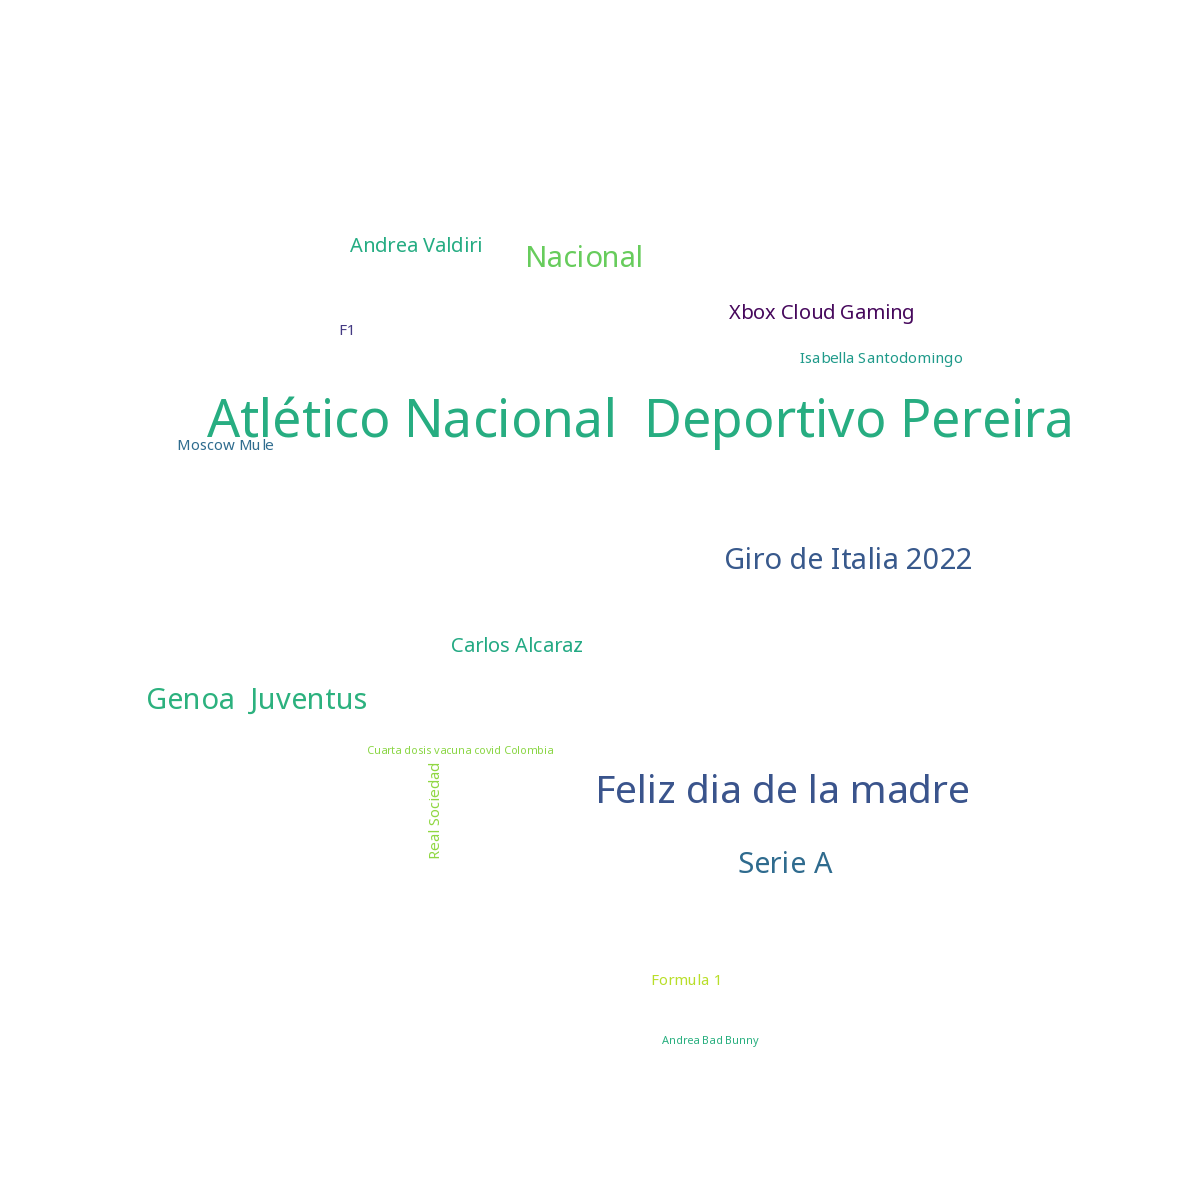 Andrea Valdiri
Nacional
Xbox Cloud Gaming
F1
Isabella Santodomingo
Atlético Nacional Deportivo Pereira
Moscow Mule
Giro de Italia 2022
Carlos Alcaraz
Genoa Juventus
Cuarta dosis vacuna covid Colombia
Real Sociedad
Feliz dia de la madre
Serie A
Formula 1
Andrea Bad Bunny